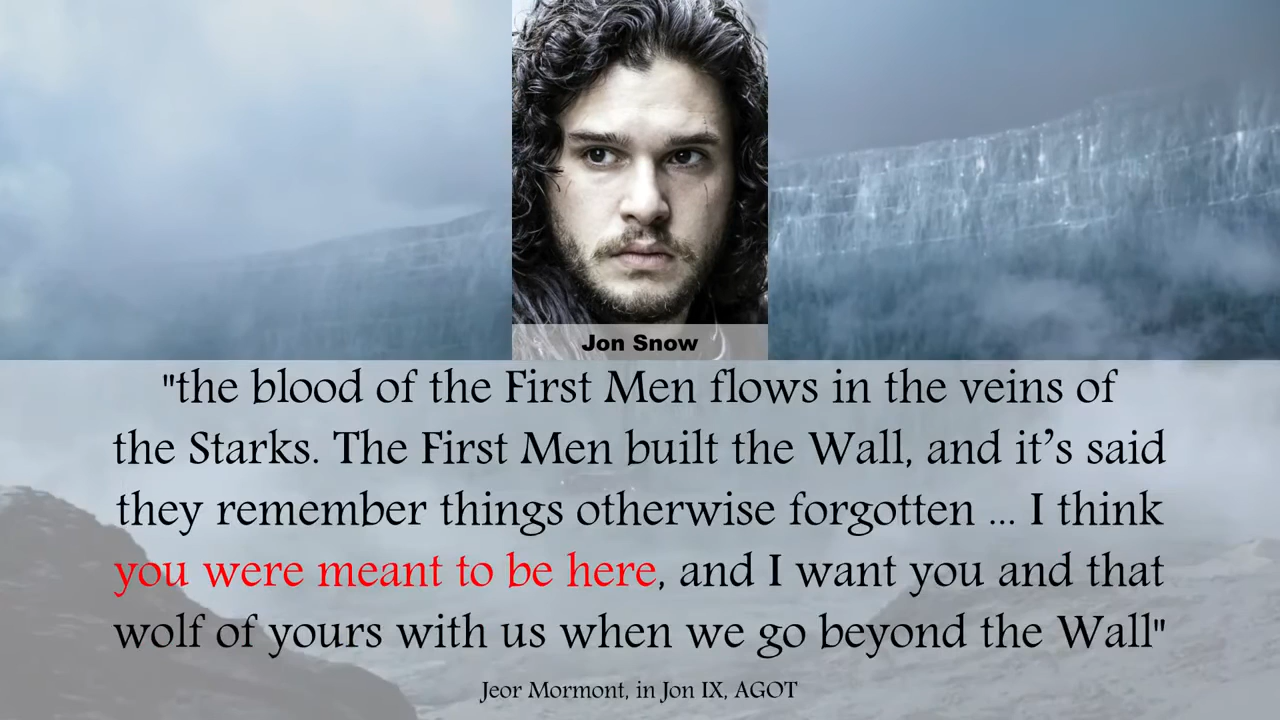 Jon Snow
"the blood of the First Men flows in the veins of
the Starks. The First Men built the Wall, and it’s said
they remember things otherwise forgotten ... I think
you were meant to be here, and I want you and that
wolf of yours with us when we go beyond the Wall"
Jeor Mormont, in Jon IX, AGOT